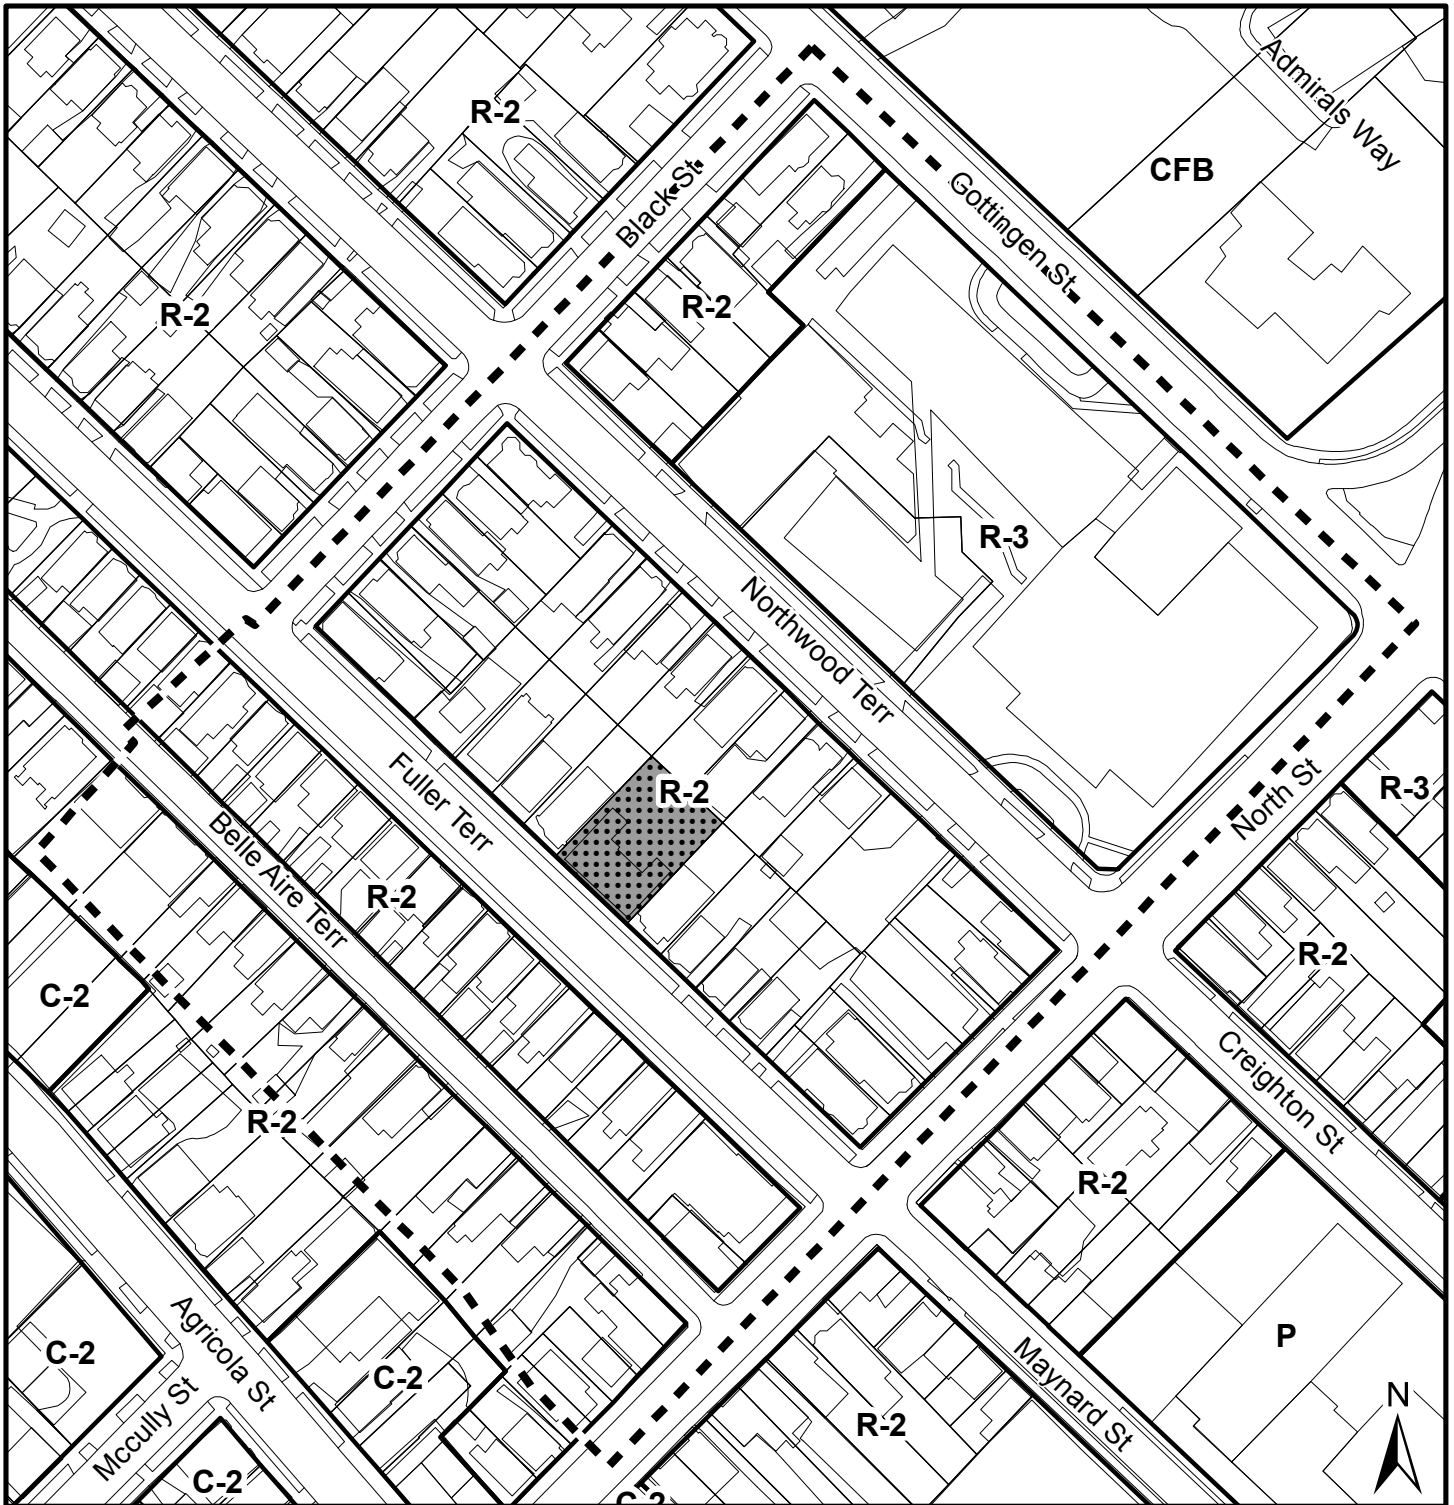 Admirals Way
R-2
CFB
Black St
Gottingen St
R-2
R-2
R-3
Northwood Terr
Fuller Terr
R-2
North St
R-3
Belle Aire Terr
R-2
R-2
C-2
Creighton St
R-2
R-2
Agricola St
P
C-2
C-2
Maynard St
N
Mccully St
R-2
C-2
C-2